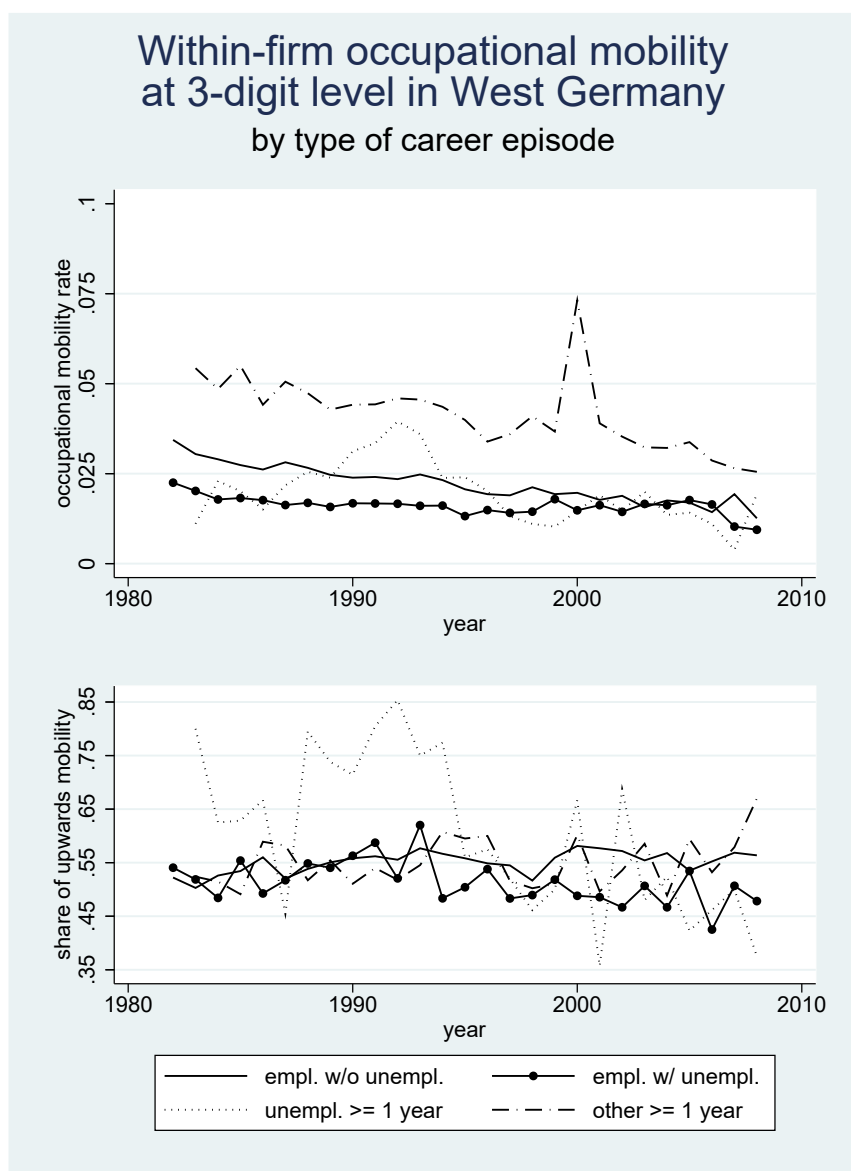 Within-firm occupational mobility
at 3-digit level in West Germany
by type of career episode
occupational mobility rate
.1
.075
.05
.025
0
1980 1990 2000 2010
year
share of upwards mobility
.85
.75
.65
.55
.45
.35
1980 1990 2000 2010
year
empl. w/o unempl. empl. w/ unempl.
unempl. >= 1 year other >= 1 year